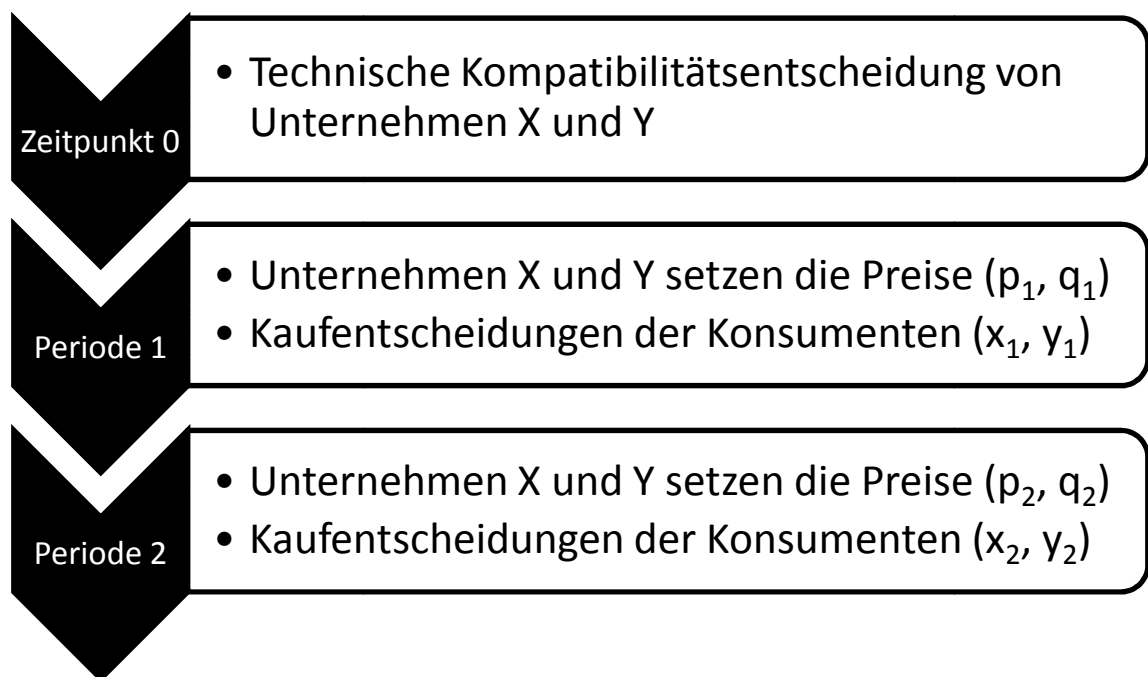 Zeitpunkt 0
• Technische Kompatibilitätsentscheidung von
Unternehmen X und Y
Periode 1
• Unternehmen X und Y setzen die Preise (p₁, q₁)
• Kaufentscheidungen der Konsumenten (x₁, y₁)
Periode 2
• Unternehmen X und Y setzen die Preise (p₂, q₂)
• Kaufentscheidungen der Konsumenten (x₂, y₂)